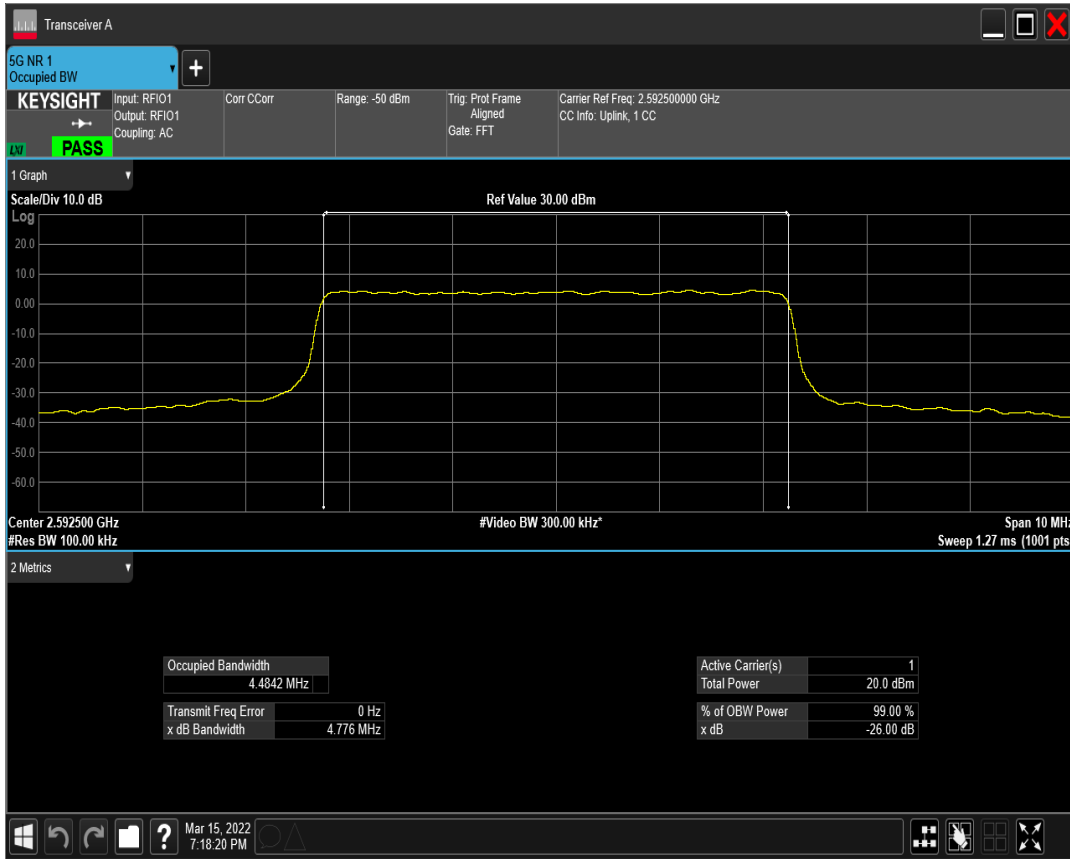 Transceiver A
5G NR 1
Occupied BW
KEYSIGHT
LXI
PASS
Input: RFIO1
Output: RFIO1
Coupling: AC
Corr CCorr
Range: -50 dBm
Trig: Prot Frame
Aligned
Gate: FFT
Carrier Ref Freq: 2.592500000 GHz
CC Info: Uplink, 1 CC
1 Graph
Scale/Div 10.0 dB
Ref Value 30.00 dBm
Log
20.0
10.0
0.00
-10.0
-20.0
-30.0
-40.0
-50.0
-60.0
Center 2.592500 GHz
#Video BW 300.00 kHz*
Span 10 MHz
#Res BW 100.00 kHz
Sweep 1.27 ms (1001 pts
2 Metrics
Occupied Bandwidth
4.4842 MHz
Transmit Freq Error 0 Hz
x dB Bandwidth 4.776 MHz
Active Carrier(s) 1
Total Power 20.0 dBm
% of OBW Power 99.00 %
x dB -26.00 dB
?
Mar 15, 2022
7:18:20 PM